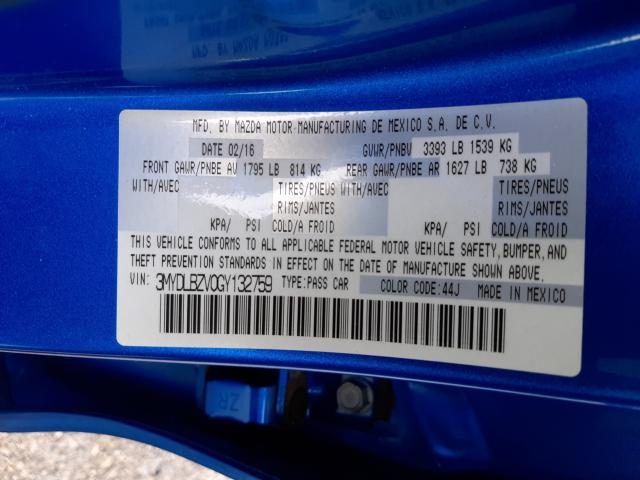 MFD. BY MAZDA MOTOR MANUFACTURING DE MEXICO S.A. DE C.V.
DATE 02/16 GVWR/PNBV 3393 LB 1539 KG
FRONT GAWR/PNBE AV 1795 LB 814 KG REAR GAWR/PNBE AR 1627 LB 738 KG
WITH/AVEC TIRES/PNEUS WITH/AVEC TIRES/PNEUS
RIMS/JANTES RIMS/JANTES
KPA/ PSI COLD/A FROID KPA/ PSI COLD/A FROID
THIS VEHICLE CONFORMS TO ALL APPLICABLE FEDERAL MOTOR VEHICLE SAFETY, BUMPER, AND
THEFT PREVENTION STANDARDS IN EFFECT ON THE DATE OF MANUFACTURE SHOWN ABOVE.
VIN: 3MYDLBZV0GY132759 TYPE:PASS CAR COLOR CODE:44J MADE IN MEXICO
ZR